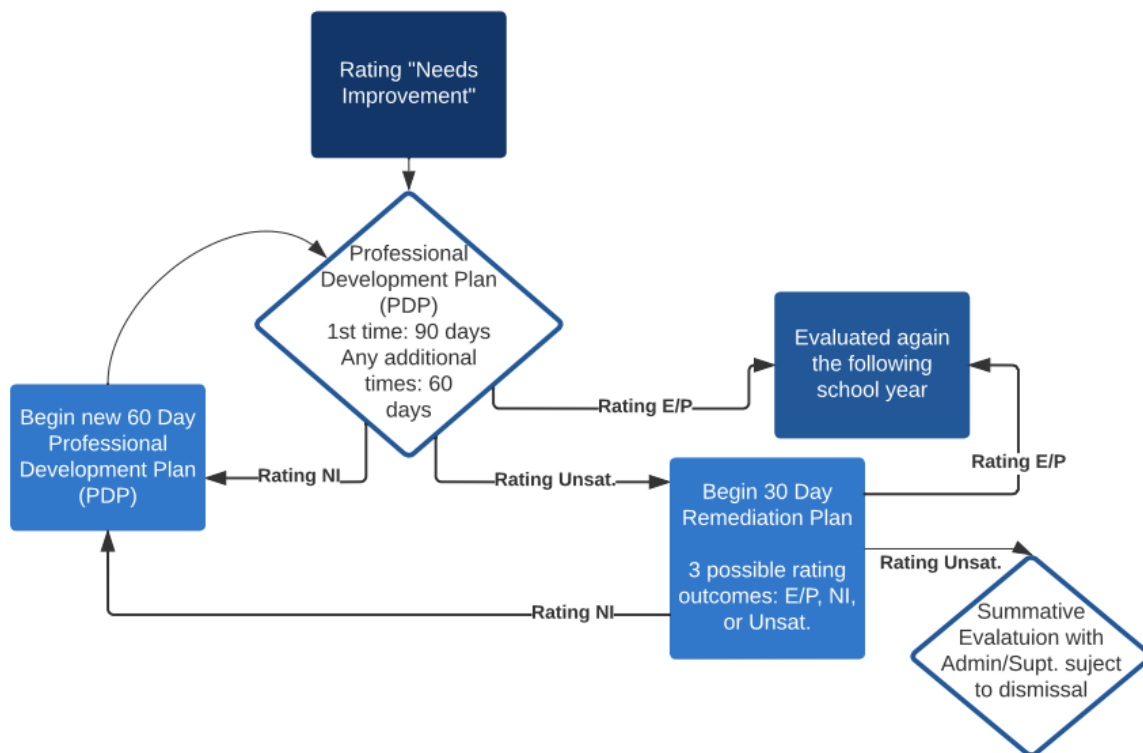 Rating "Needs
Improvement"
Professional
Development Plan
(PDP)
1st time: 90 days
Any additional
times: 60
days
Evaluated again
the following
school year
Rating E/P
Begin new 60 Day
Professional
Development Plan
(PDP)
Rating NI
Rating Unsat.
Rating E/P
Begin 30 Day
Remediation Plan
3 possible rating
outcomes: E/P, NI,
or Unsat.
Rating Unsat.
Rating NI
Summative
Evalatuion with
Admin/Supt. suject
to dismissal